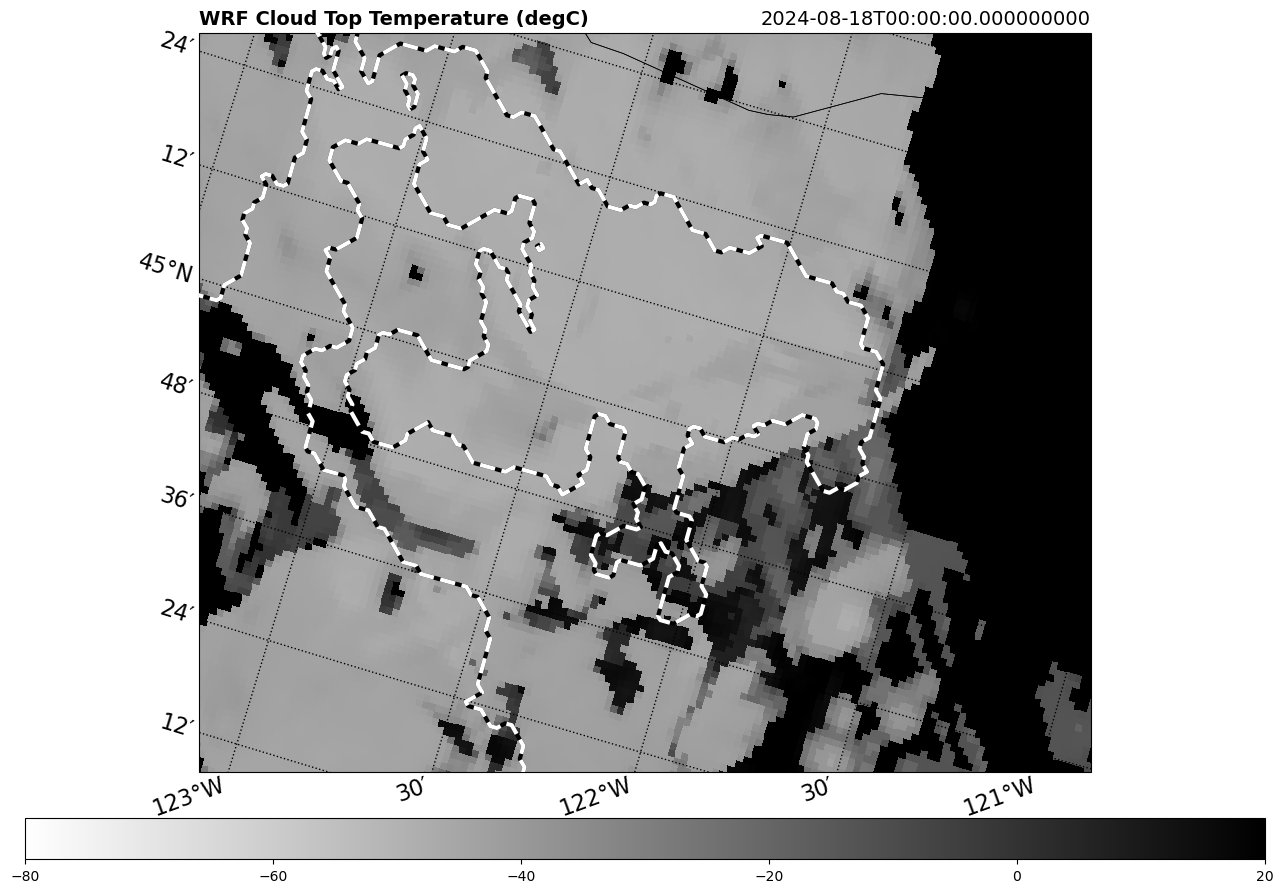 WRF Cloud Top Temperature (degC) 2024-08-18T00:00:00.000000000
24′
12′
45°N
48′
36′
24′
12′
123°W 30′ 122°W 30′ 121°W
−80 −60 −40 −20 0 20